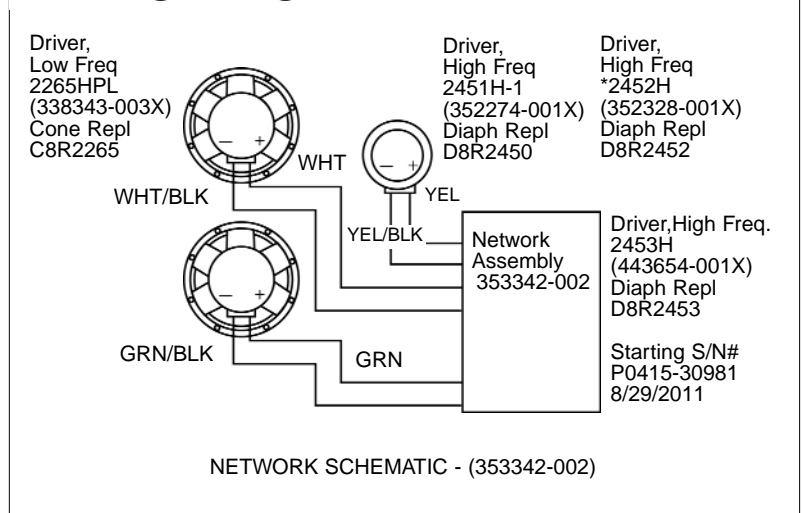 Driver,
Low Freq
2265HPL
(338343-003X)
Cone Repl
C8R2265
Driver,
High Freq
2451H-1
(352274-001X)
Diaph Repl
D8R2450
Driver,
High Freq
*2452H
(352328-001X)
Diaph Repl
D8R2452
– +
WHT
WHT/BLK
– +
YEL
YEL/BLK
Network
Assembly
353342-002
Driver,High Freq.
2453H
(443654-001X)
Diaph Repl
D8R2453
Starting S/N#
P0415-30981
8/29/2011
– +
GRN/BLK
GRN
NETWORK SCHEMATIC - (353342-002)